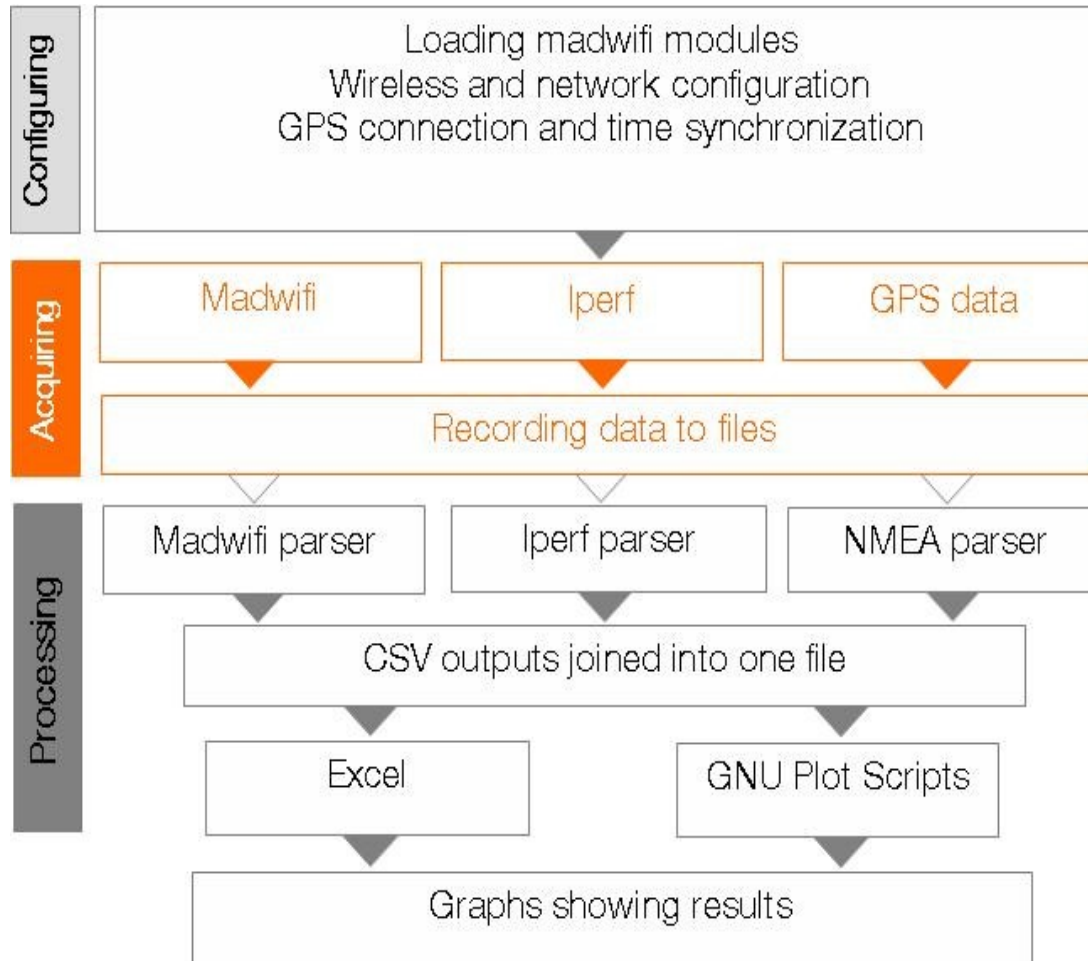 Configuring
Loading madwifi modules
Wireless and network configuration
GPS connection and time synchronization
Acquiring
Madwifi
Iperf
GPS data
Recording data to files
Processing
Madwifi parser
Iperf parser
NMEA parser
CSV outputs joined into one file
Excel
GNU Plot Scripts
Graphs showing results